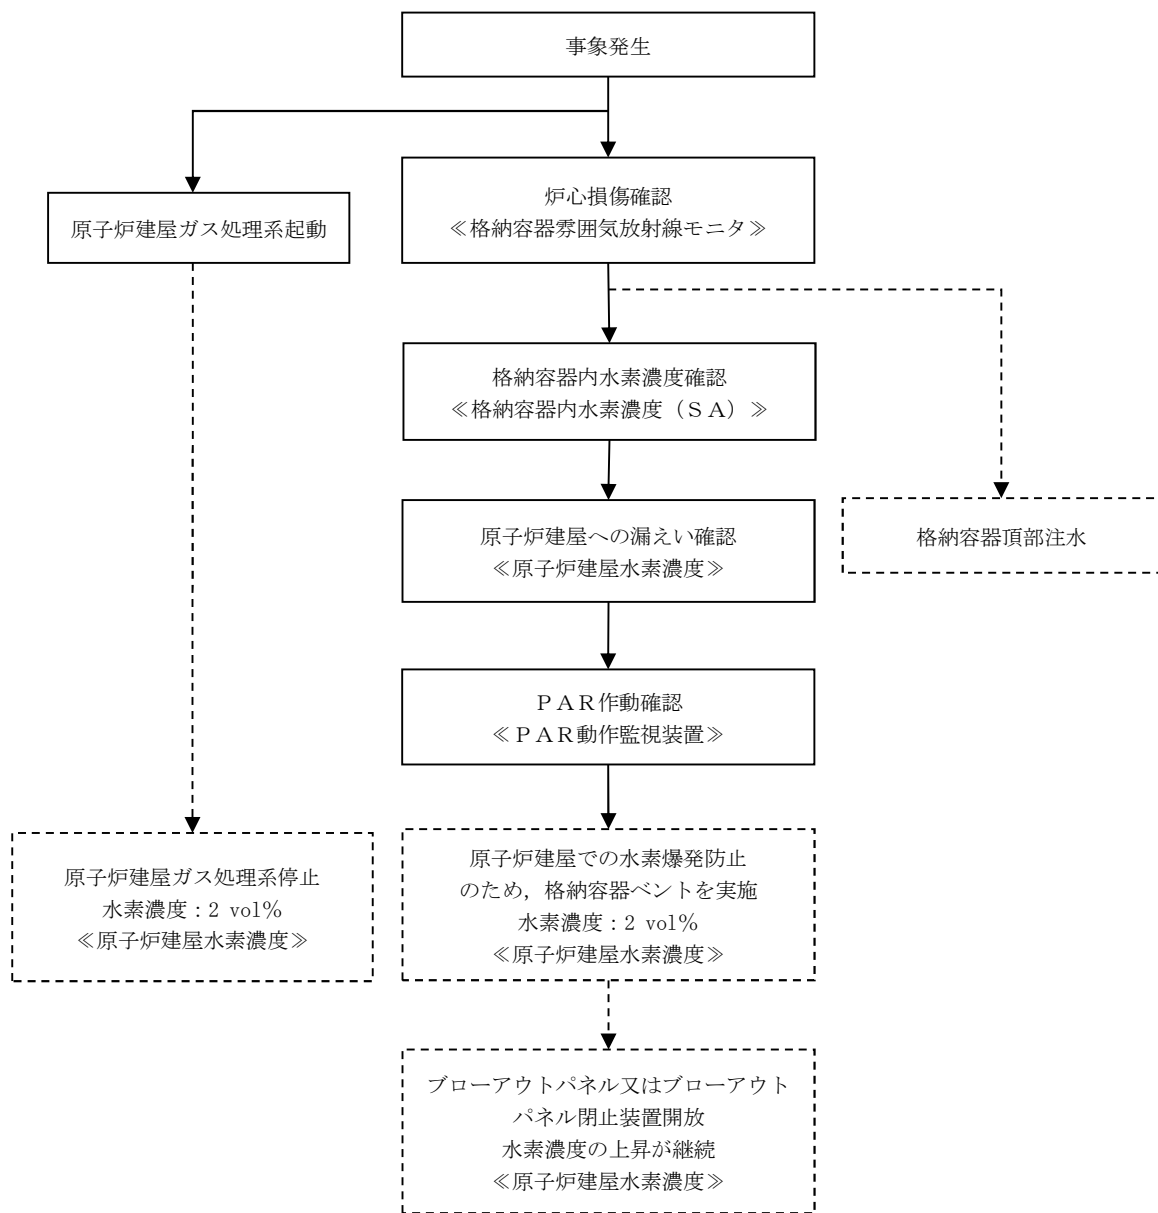 事象発生
原子炉建屋ガス処理系起動
炉心損傷確認
≪格納容器雰囲気放射線モニタ≫
格納容器内水素濃度確認
≪格納容器内水素濃度（ＳＡ）≫
原子炉建屋への漏えい確認
≪原子炉建屋水素濃度≫
格納容器頂部注水
ＰＡＲ作動確認
≪ＰＡＲ動作監視装置≫
原子炉建屋ガス処理系停止
水素濃度：2 vol％
≪原子炉建屋水素濃度≫
原子炉建屋での水素爆発防止
のため，格納容器ベントを実施
水素濃度：2 vol％
≪原子炉建屋水素濃度≫
ブローアウトパネル又はブローアウト
パネル閉止装置開放
水素濃度の上昇が継続
≪原子炉建屋水素濃度≫